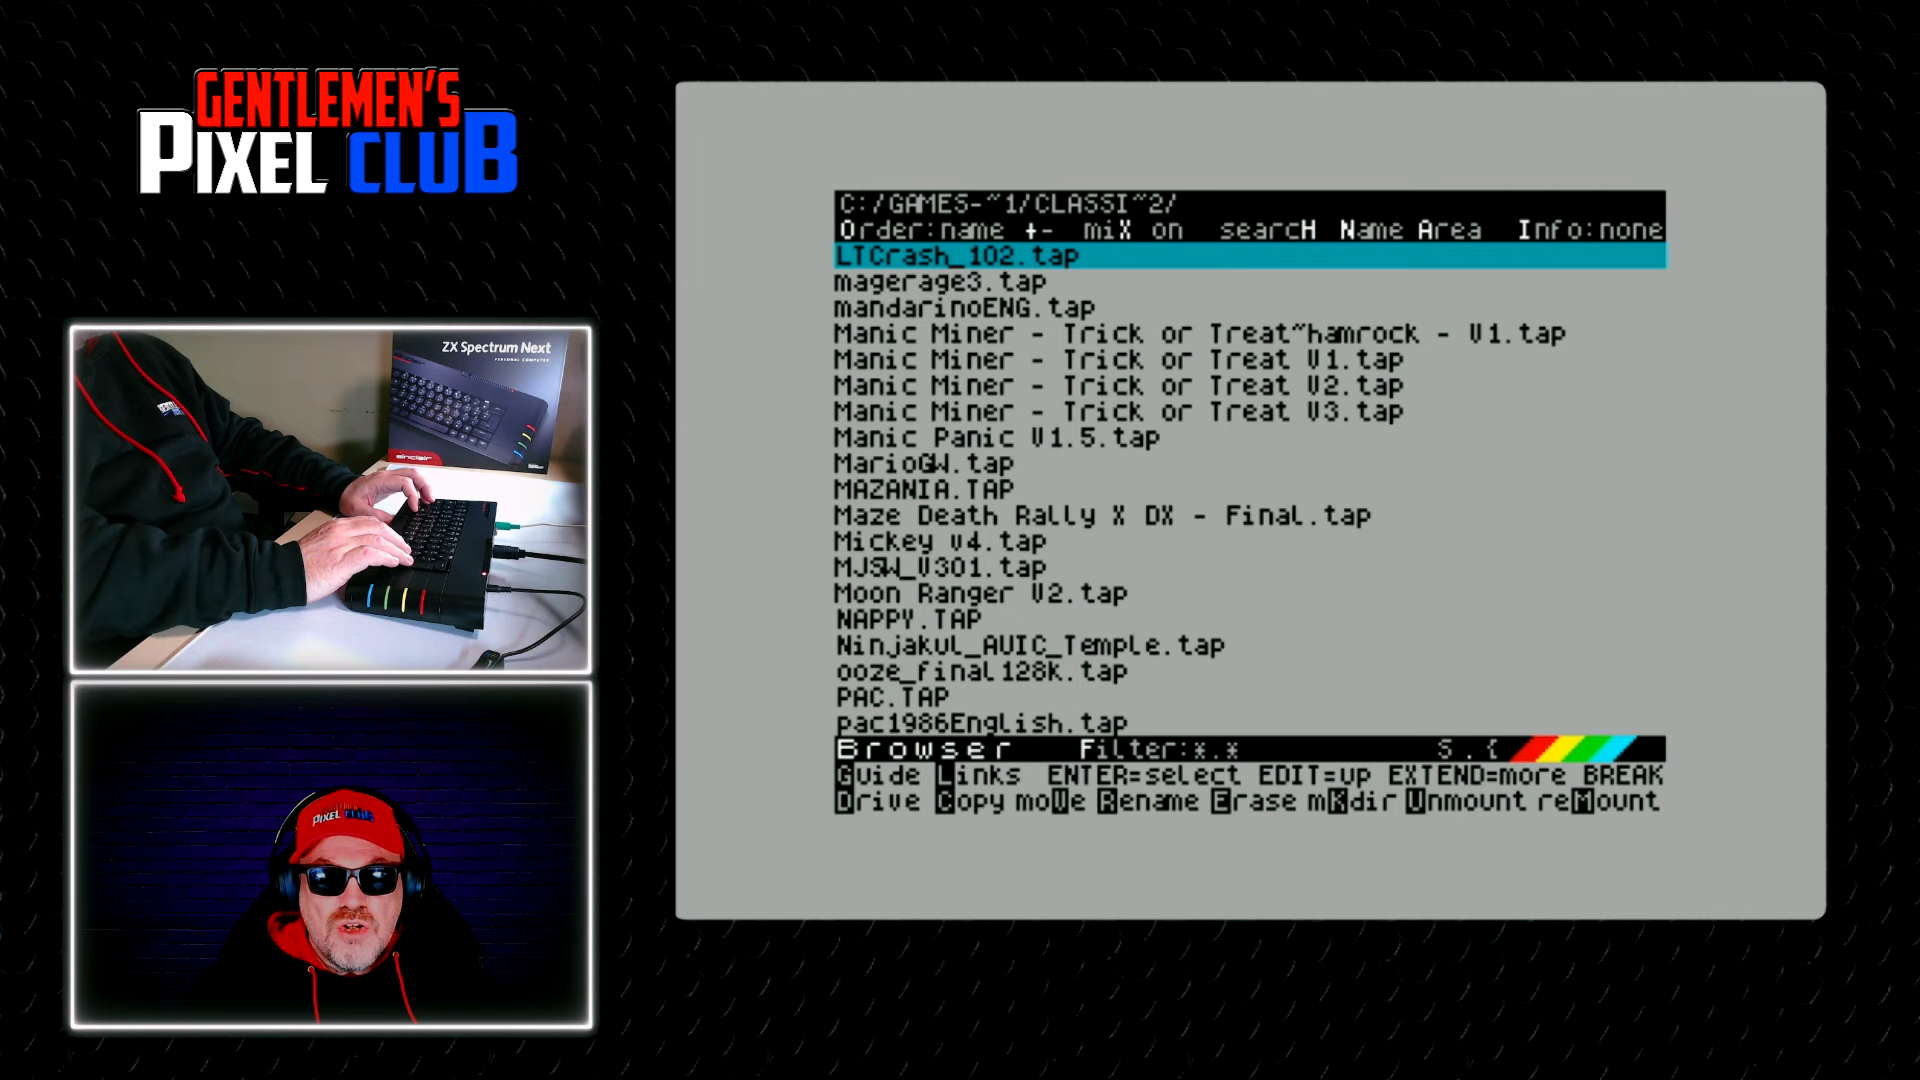 GENTLEMEN'S
PIXEL CLUB
ZX Spectrum Next
PERSONAL COMPUTER
sinclair
PIXEL CLUB
C:/GAMES-~1/CLASSI~2/
Order:name +- miX on searcH Name Area Info:none
LTCrash_102.tap
magerage3.tap
mandarinoENG.tap
Manic Miner - Trick or Treat~hamrock - V1.tap
Manic Miner - Trick or Treat V1.tap
Manic Miner - Trick or Treat V2.tap
Manic Miner - Trick or Treat V3.tap
Manic Panic V1.5.tap
MarioGW.tap
MAZANIA.TAP
Maze Death Rally X DX - Final.tap
Mickey v4.tap
MJSW_V301.tap
Moon Ranger V2.tap
NAPPY.TAP
Ninjakul_AVIC_Temple.tap
ooze_final128k.tap
PAC.TAP
pac1986English.tap
Browser Filter:*.* S.{
Guide Links ENTER=select EDIT=up EXTEND=more BREAK
Drive Copy moVe Rename Erase mKdir Unmount reMount